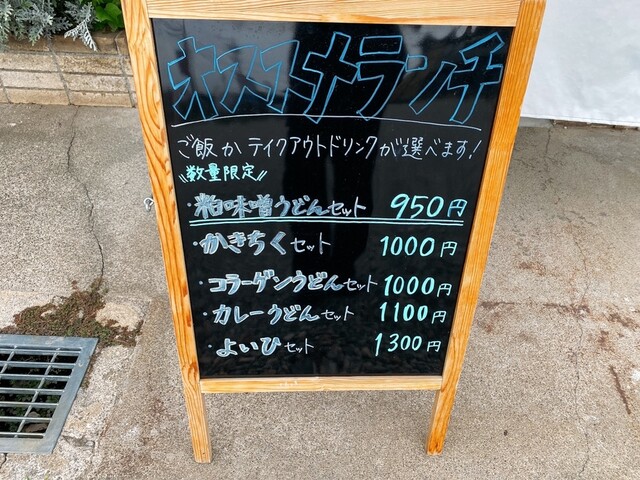 オススメランチ
ご飯かテイクアウトドリンクが選べます!
\\数量限定//
・粕味噌うどんセット 950円
・かきちくセット 1000円
・コラーゲンうどんセット 1000円
・カレーうどんセット 1100円
・よいひセット 1300円